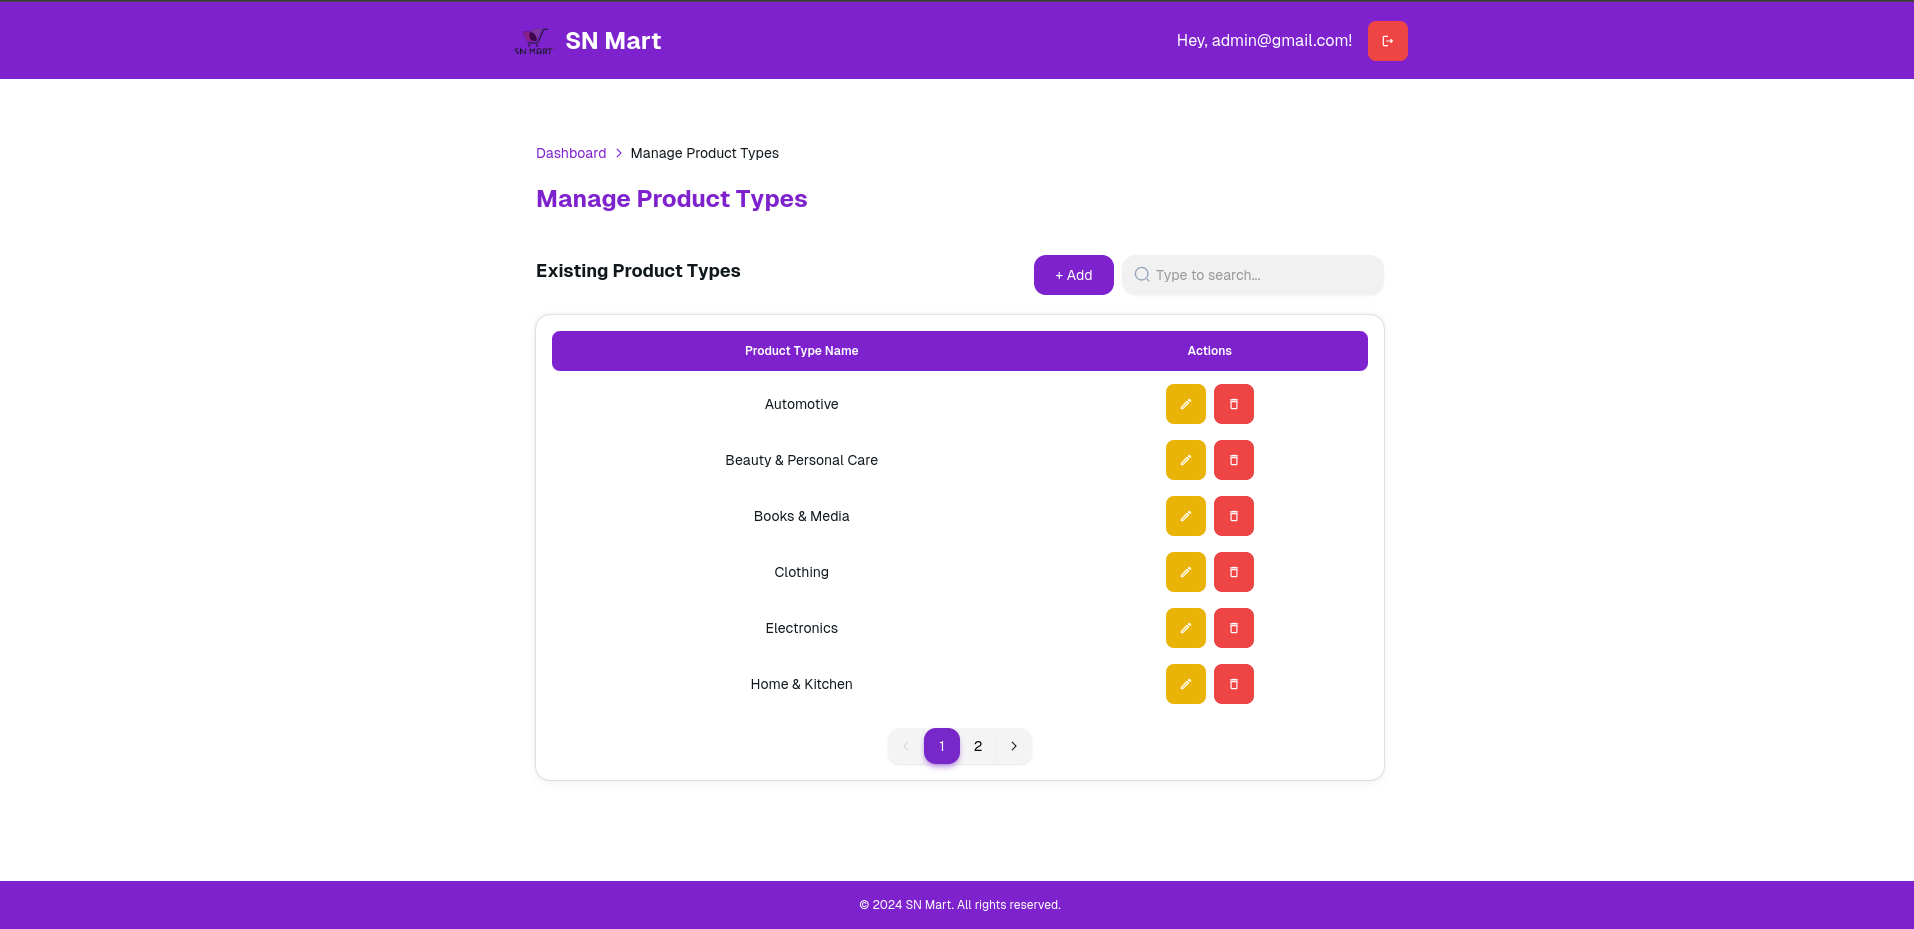 SN MART
SN Mart
Hey, admin@gmail.com!
Dashboard > Manage Product Types
Manage Product Types
Existing Product Types
+ Add
Type to search...
Product Type Name Actions
Automotive
Beauty & Personal Care
Books & Media
Clothing
Electronics
Home & Kitchen
< 1 2 >
© 2024 SN Mart. All rights reserved.